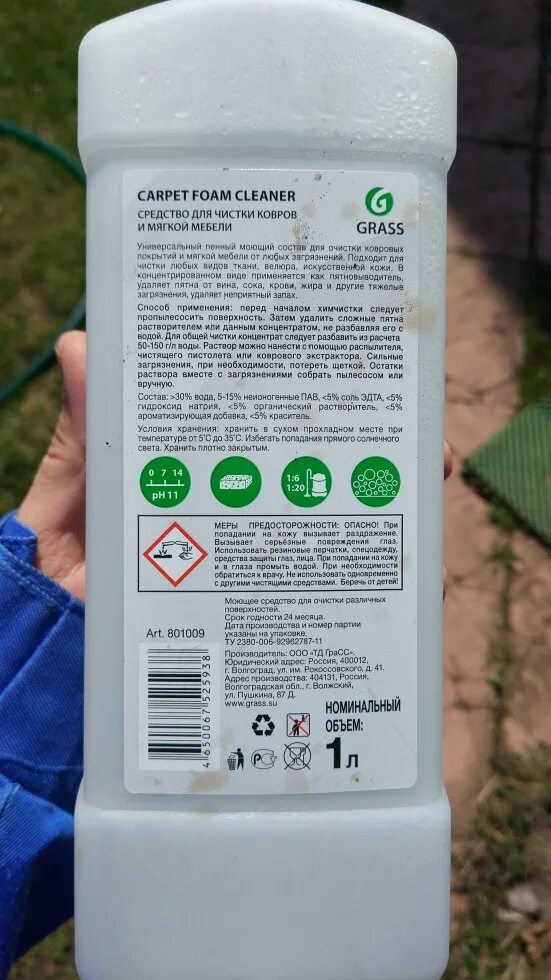 CARPET FOAM CLEANER
СРЕДСТВО ДЛЯ ЧИСТКИ КОВРОВ
И МЯГКОЙ МЕБЕЛИ
GRASS
Универсальный пенный моющий состав для очистки ковровых
покрытий и мягкой мебели от любых загрязнений. Подходит для
чистки любых видов ткани, велюра, искусственной кожи. В
концентрированном виде применяется как пятновыводитель,
удаляет пятна от вина, сока, крови, жира и другие тяжелые
загрязнения, удаляет неприятный запах.
Способ применения: перед началом химчистки следует
пропылесосить поверхность. Затем удалить сложные пятна
растворителем или данным концентратом, не разбавляя его с
водой. Для общей чистки концентрат следует разбавить из расчета
50-150 г/л воды. Раствор можно нанести с помощью распылителя,
чистящего пистолета или коврового экстрактора. Сильные
загрязнения, при необходимости, потереть щеткой. Остатки
раствора вместе с загрязнениями собрать пылесосом или
вручную.
Состав: >30% вода, 5-15% неионогенные ПАВ, <5% соль ЭДТА, <5%
гидроксид натрия, <5% органический растворитель, <5%
ароматизирующая добавка, <5% краситель.
Условия хранения: хранить в сухом прохладном месте при
температуре от 5˚С до 35˚С. Избегать попадания прямого солнечного
света. Хранить плотно закрытым.
0 7 14
pH 11
1:6
1:20
МЕРЫ ПРЕДОСТОРОЖНОСТИ: ОПАСНО! При
попадании на кожу вызывает раздражение.
Вызывает серьёзные повреждения глаз.
Использовать резиновые перчатки, спецодежду,
средства защиты глаз, лица. При попадании на кожу
и в глаза промыть водой. При необходимости
обратиться к врачу. Не использовать одновременно
с другими чистящими средствами. Беречь от детей!
Моющее средство для очистки различных
поверхностей.
Срок годности 24 месяца.
Дата производства и номер партии
указаны на упаковке.
ТУ 2380-006-92962787-11
Art. 801009
4 650067 525938
Производитель: ООО «ТД ГраСС».
Юридический адрес: Россия, 400012,
г. Волгоград, ул. им. Рокоссовского, д. 41.
Адрес производства: 404131, Россия,
Волгоградская обл., г. Волжский,
ул. Пушкина, 87 Д.
www.grass.su
НОМИНАЛЬНЫЙ
ОБЪЕМ:
1л